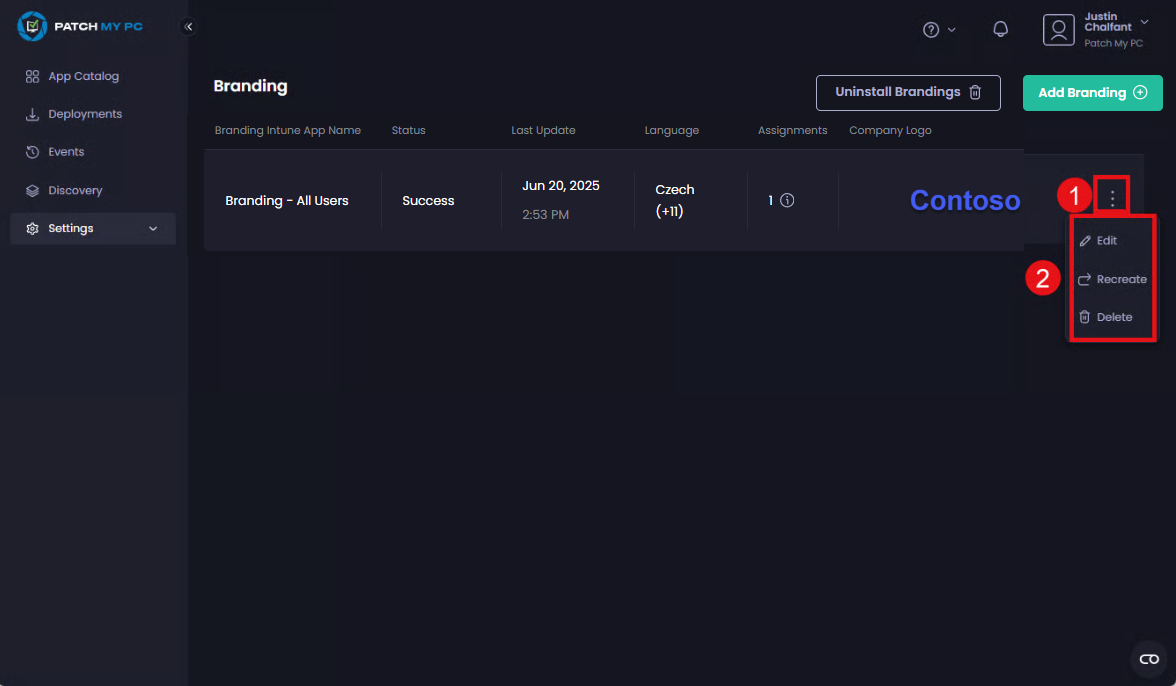 PATCH MY PC
Justin
Chalfant
Patch My PC
App Catalog
Deployments
Events
Discovery
Settings
Branding
Uninstall Brandings
Add Branding
Branding Intune App Name Status Last Update Language Assignments Company Logo
Branding - All Users
Success
Jun 20, 2025
2:53 PM
Czech
(+11)
1
Contoso
1
Edit
2
Recreate
Delete